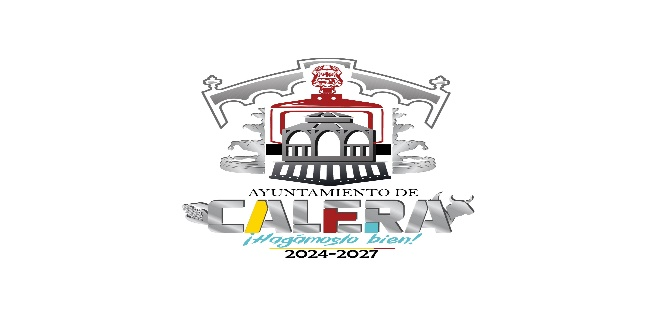 AYUNTAMIENTO DE
CALERA
¡Hagámoslo bien!
2024-2027